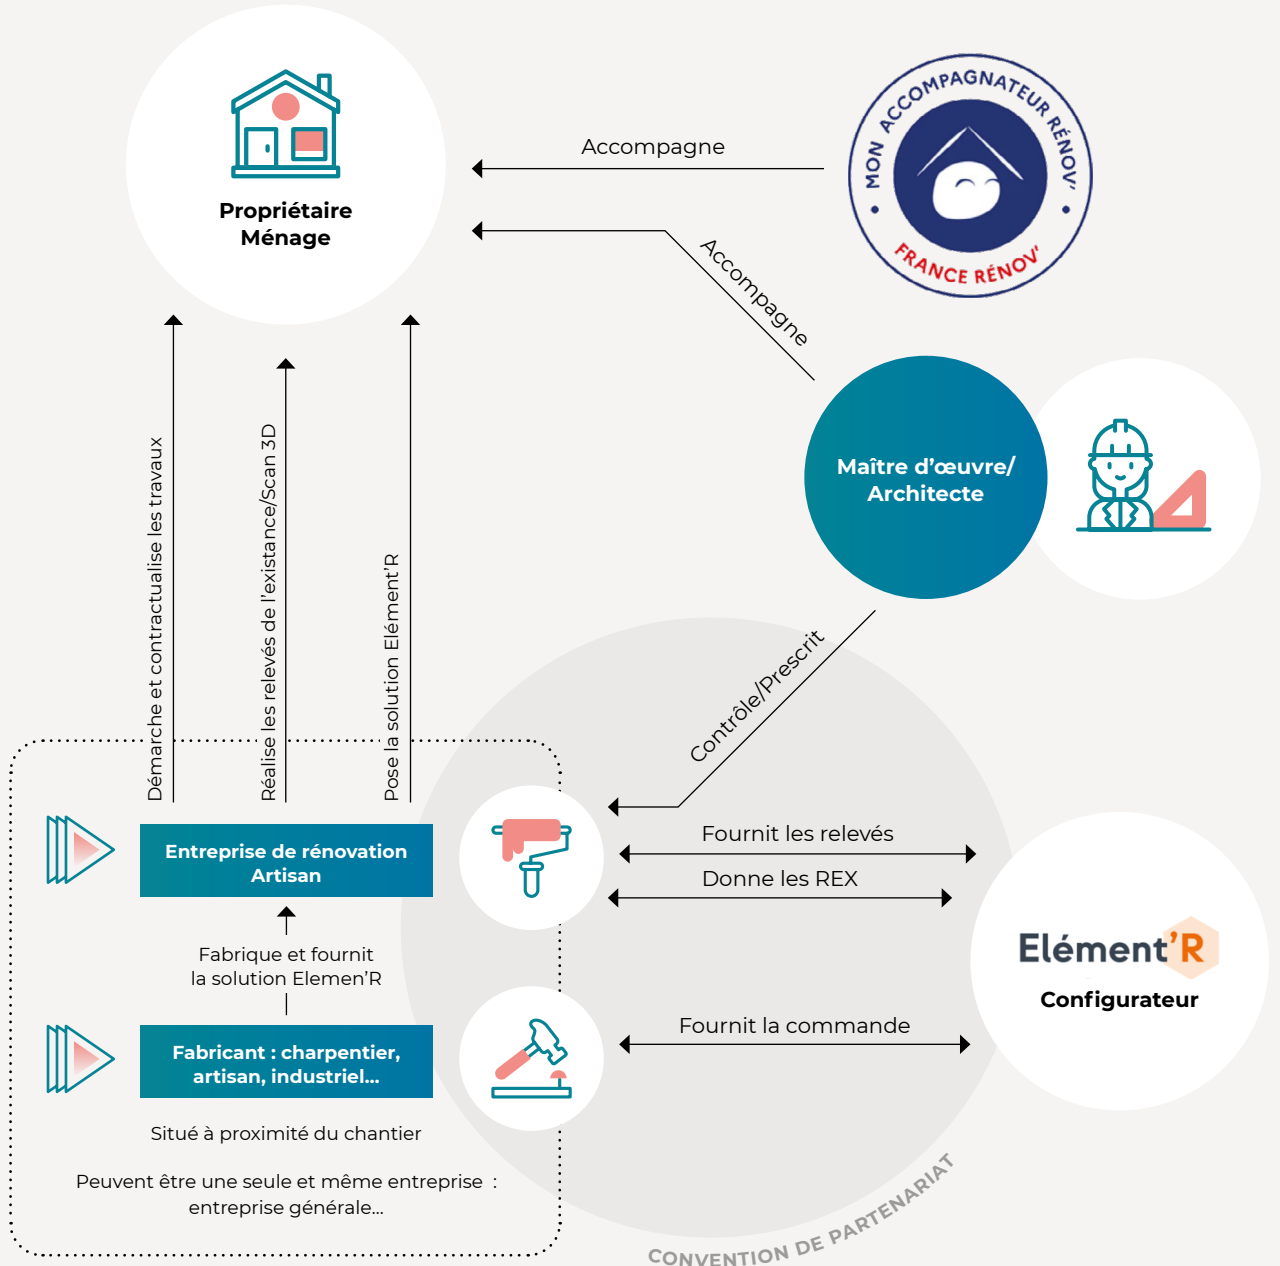 Propriétaire
Ménage
Accompagne
MON ACCOMPAGNATEUR RÉNOV'
FRANCE RÉNOV'
Accompagne
Maître d'œuvre/
Architecte
Démarche et contractualise les travaux
Réalise les relevés de l'existance/Scan 3D
Pose la solution Elément'R
Contrôle/Prescrit
Entreprise de rénovation
Artisan
Fournit les relevés
Donne les REX
Fabrique et fournit
la solution Elemen'R
Elément'R
Configurateur
Fournit la commande
Fabricant : charpentier,
artisan, industriel...
Situé à proximité du chantier
Peuvent être une seule et même entreprise :
entreprise générale...
CONVENTION DE PARTENARIAT